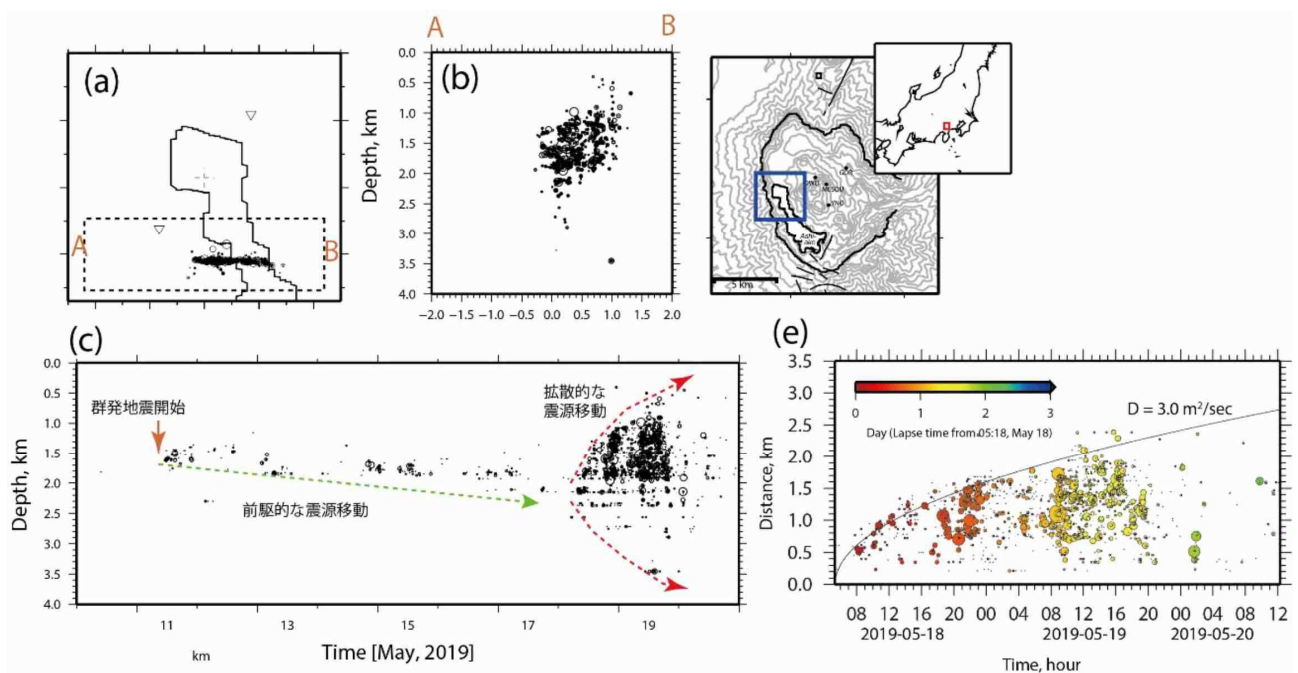 (a)
A
B
A
B
(b)
Depth, km
0.0
0.5
1.0
1.5
2.0
2.5
3.0
3.5
4.0
−2.0 −1.5 −1.0 −0.5 0.0 0.5 1.0 1.5 2.0
5 km
(c)
Depth, km
0.0
0.5
1.0
1.5
2.0
2.5
3.0
3.5
4.0
群発地震開始
前駆的な震源移動
拡散的な
震源移動
11 13 15 17 19
km
Time [May, 2019]
(e)
Distance, km
3.5
3.0
2.5
2.0
1.5
1.0
0.5
0.0
0 1 2 3
Day (Lapse time from 05:18, May 18)
D = 3.0 m²/sec
08 12 16 20 00 04 08 12 16 20 00 04 08 12
2019-05-18 2019-05-19 2019-05-20
Time, hour